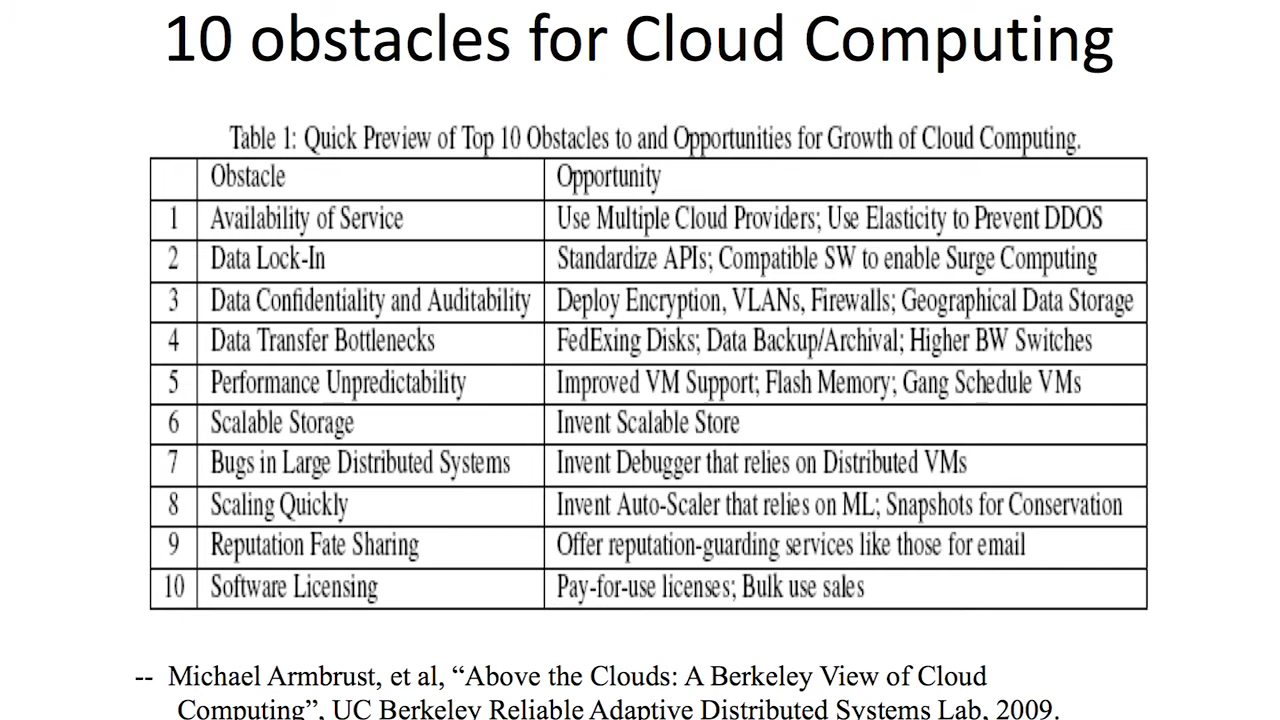 10 obstacles for Cloud Computing
Table 1: Quick Preview of Top 10 Obstacles to and Opportunities for Growth of Cloud Computing.
Obstacle Opportunity
1 Availability of Service Use Multiple Cloud Providers; Use Elasticity to Prevent DDOS
2 Data Lock-In Standardize APIs; Compatible SW to enable Surge Computing
3 Data Confidentiality and Auditability Deploy Encryption, VLANs, Firewalls; Geographical Data Storage
4 Data Transfer Bottlenecks FedExing Disks; Data Backup/Archival; Higher BW Switches
5 Performance Unpredictability Improved VM Support; Flash Memory; Gang Schedule VMs
6 Scalable Storage Invent Scalable Store
7 Bugs in Large Distributed Systems Invent Debugger that relies on Distributed VMs
8 Scaling Quickly Invent Auto-Scaler that relies on ML; Snapshots for Conservation
9 Reputation Fate Sharing Offer reputation-guarding services like those for email
10 Software Licensing Pay-for-use licenses; Bulk use sales
-- Michael Armbrust, et al, “Above the Clouds: A Berkeley View of Cloud
Computing”, UC Berkeley Reliable Adaptive Distributed Systems Lab, 2009.